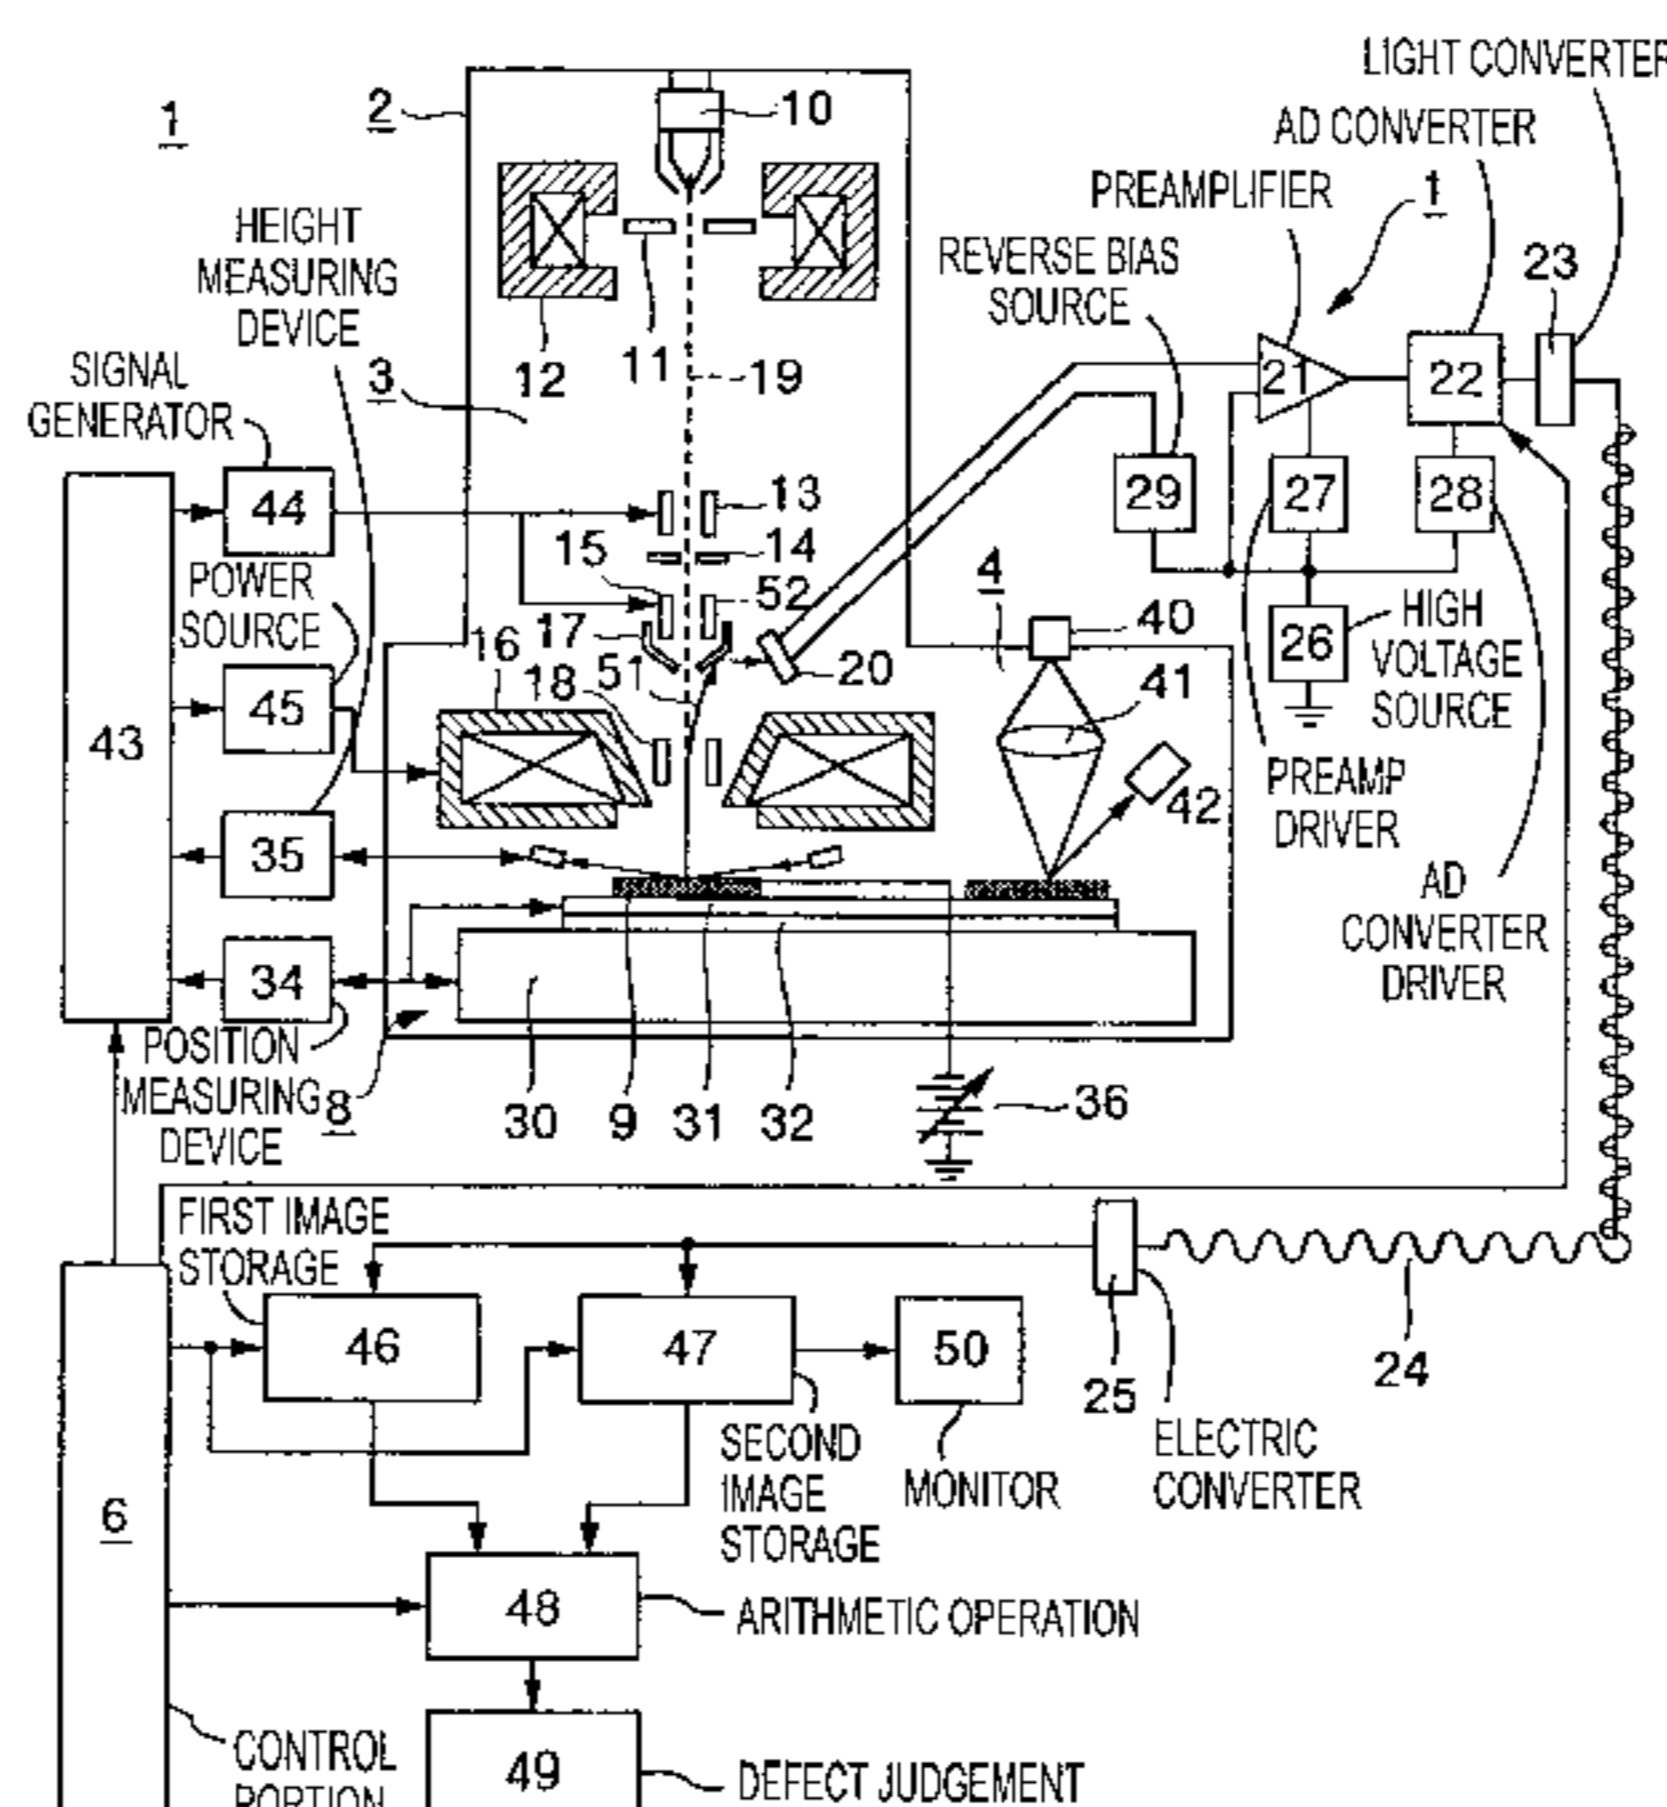 LIGHT CONVERTER
AD CONVERTER
PREAMPLIFIER
1
1
2
10
HEIGHT
MEASURING
DEVICE
REVERSE BIAS
SOURCE
23
SIGNAL
GENERATOR
12
11
3
19
21
22
44
13
29
27
28
15
14
POWER
SOURCE
52
4
40
HIGH
VOLTAGE
SOURCE
26
16
17
51
18
20
41
45
43
42
PREAMP
DRIVER
35
AD
CONVERTER
DRIVER
34
30
POSITION
MEASURING
DEVICE
8
30
9
31
32
36
FIRST IMAGE
STORAGE
46
47
50
25
24
SECOND
IMAGE
STORAGE
MONITOR
ELECTRIC
CONVERTER
6
48
ARITHMETIC OPERATION
CONTROL
PORTION
49
DEFECT JUDGEMENT